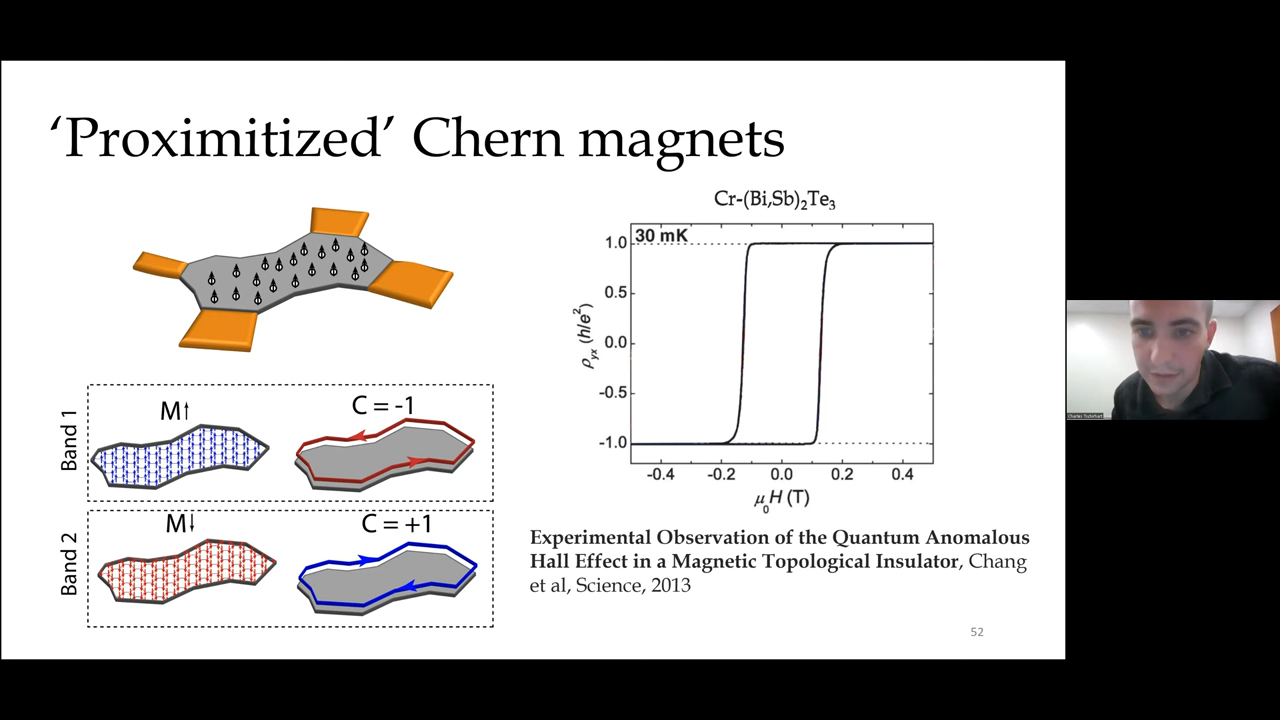 ‘Proximitized’ Chern magnets
Cr-(Bi,Sb)₂Te₃
30 mK
1.0
0.5
0.0
-0.5
-1.0
ρyx (h/e²)
-0.4 -0.2 0.0 0.2 0.4
μ₀H (T)
Band 1
M↑
C = -1
Band 2
M↓
C = +1
Experimental Observation of the Quantum Anomalous
Hall Effect in a Magnetic Topological Insulator, Chang
et al, Science, 2013
52